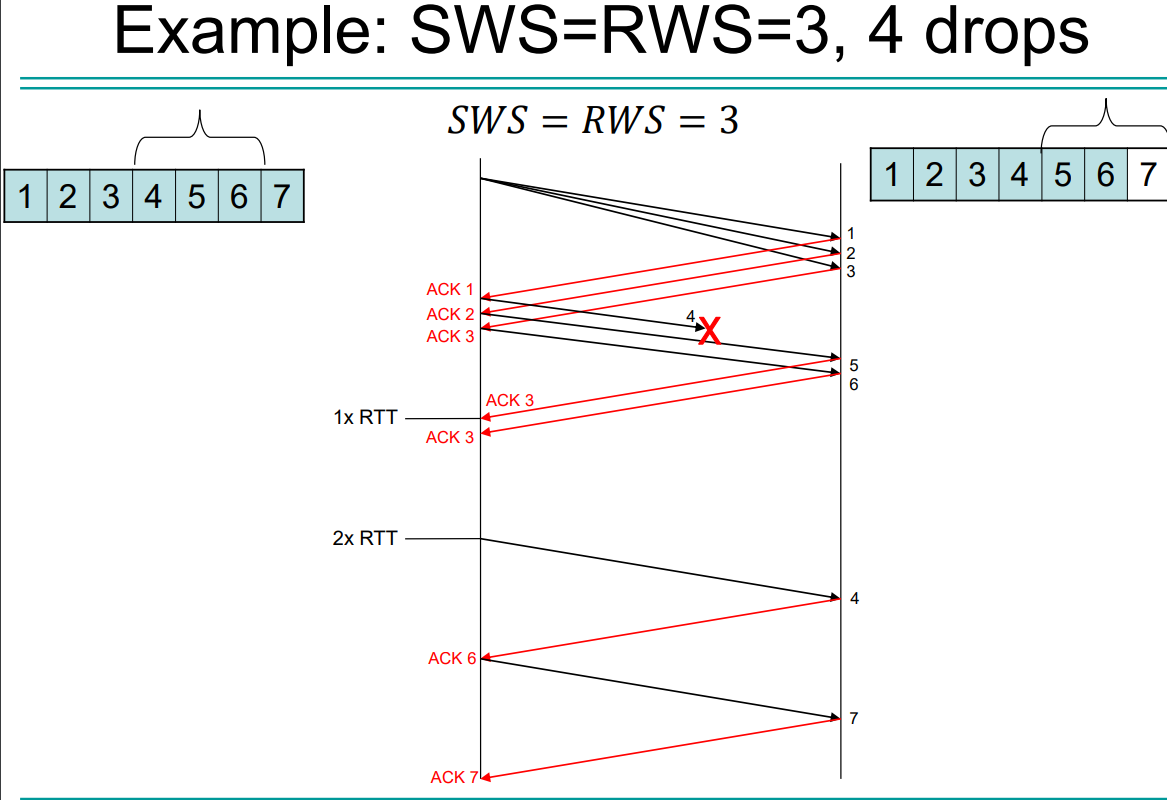 Example: SWS=RWS=3, 4 drops
SWS = RWS = 3
1 2 3 4 5 6 7
1 2 3 4 5 6 7
1
2
3
ACK 1
ACK 2
ACK 3
4
X
5
6
ACK 3
1x RTT
ACK 3
2x RTT
4
ACK 6
7
ACK 7